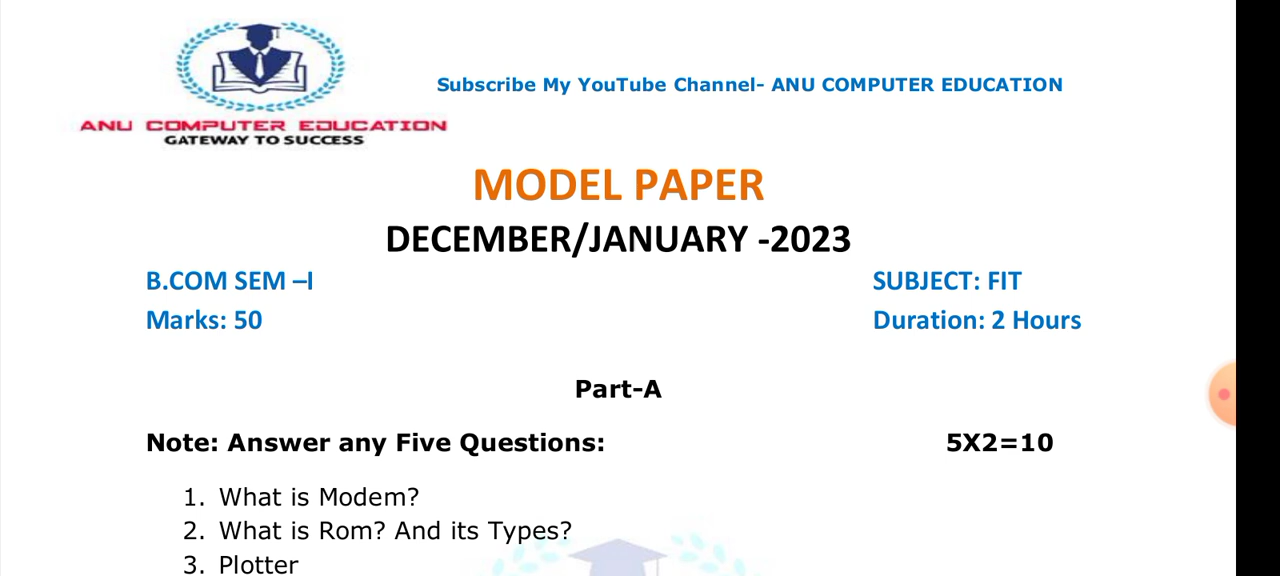 Subscribe My YouTube Channel- ANU COMPUTER EDUCATION
ANU COMPUTER EDUCATION
GATEWAY TO SUCCESS
MODEL PAPER
DECEMBER/JANUARY -2023
B.COM SEM –I SUBJECT: FIT
Marks: 50 Duration: 2 Hours
Part-A
Note: Answer any Five Questions: 5X2=10
1. What is Modem?
2. What is Rom? And its Types?
3. Plotter